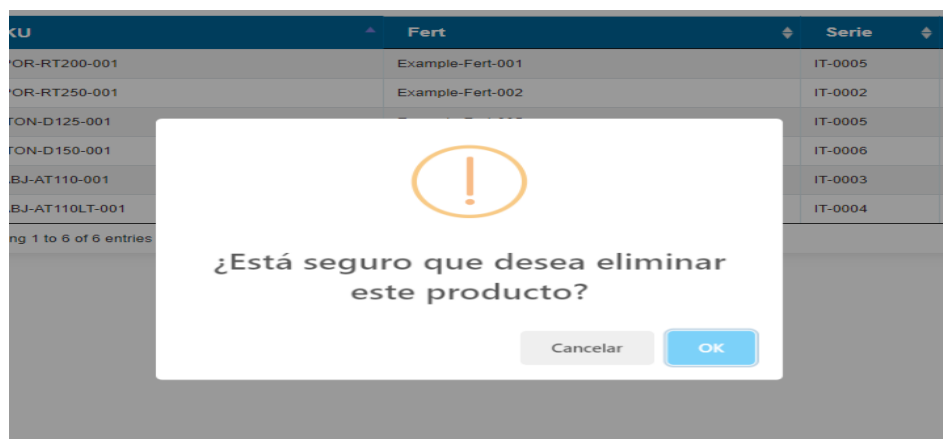 KU Fert Serie
POR-RT200-001 Example-Fert-001 IT-0005
POR-RT250-001 Example-Fert-002 IT-0002
TON-D125-001 IT-0005
TON-D150-001 IT-0006
ABJ-AT110-001 IT-0003
ABJ-AT110LT-001 IT-0004
ng 1 to 6 of 6 entries
¿Está seguro que desea eliminar
este producto?
Cancelar OK